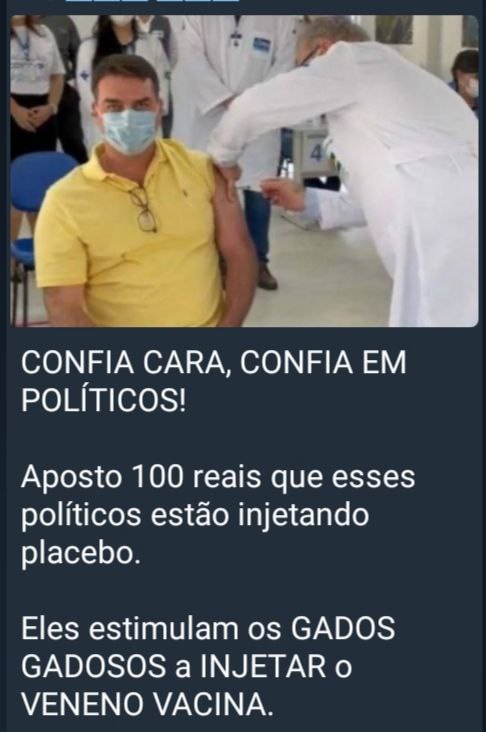 CONFIA CARA, CONFIA EM
POLÍTICOS!
Aposto 100 reais que esses
políticos estão injetando
placebo.
Eles estimulam os GADOS
GADOSOS a INJETAR o
VENENO VACINA.
4